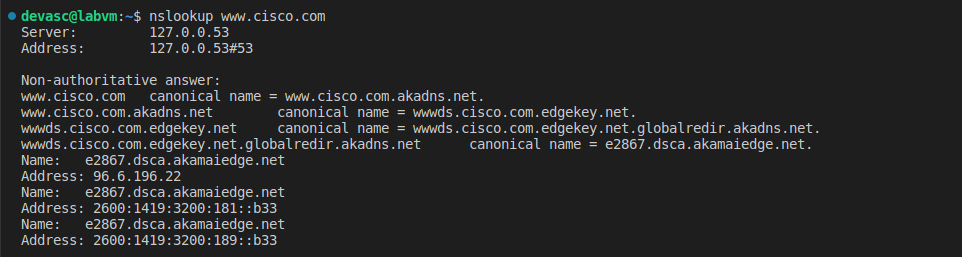 devasc@labvm:~$ nslookup www.cisco.com
Server: 127.0.0.53
Address: 127.0.0.53#53
Non-authoritative answer:
www.cisco.com canonical name = www.cisco.com.akadns.net.
www.cisco.com.akadns.net canonical name = wwwds.cisco.com.edgekey.net.
wwwds.cisco.com.edgekey.net canonical name = wwwds.cisco.com.edgekey.net.globalredir.akadns.net.
wwwds.cisco.com.edgekey.net.globalredir.akadns.net canonical name = e2867.dsca.akamaiedge.net.
Name: e2867.dsca.akamaiedge.net
Address: 96.6.196.22
Name: e2867.dsca.akamaiedge.net
Address: 2600:1419:3200:181::b33
Name: e2867.dsca.akamaiedge.net
Address: 2600:1419:3200:189::b33